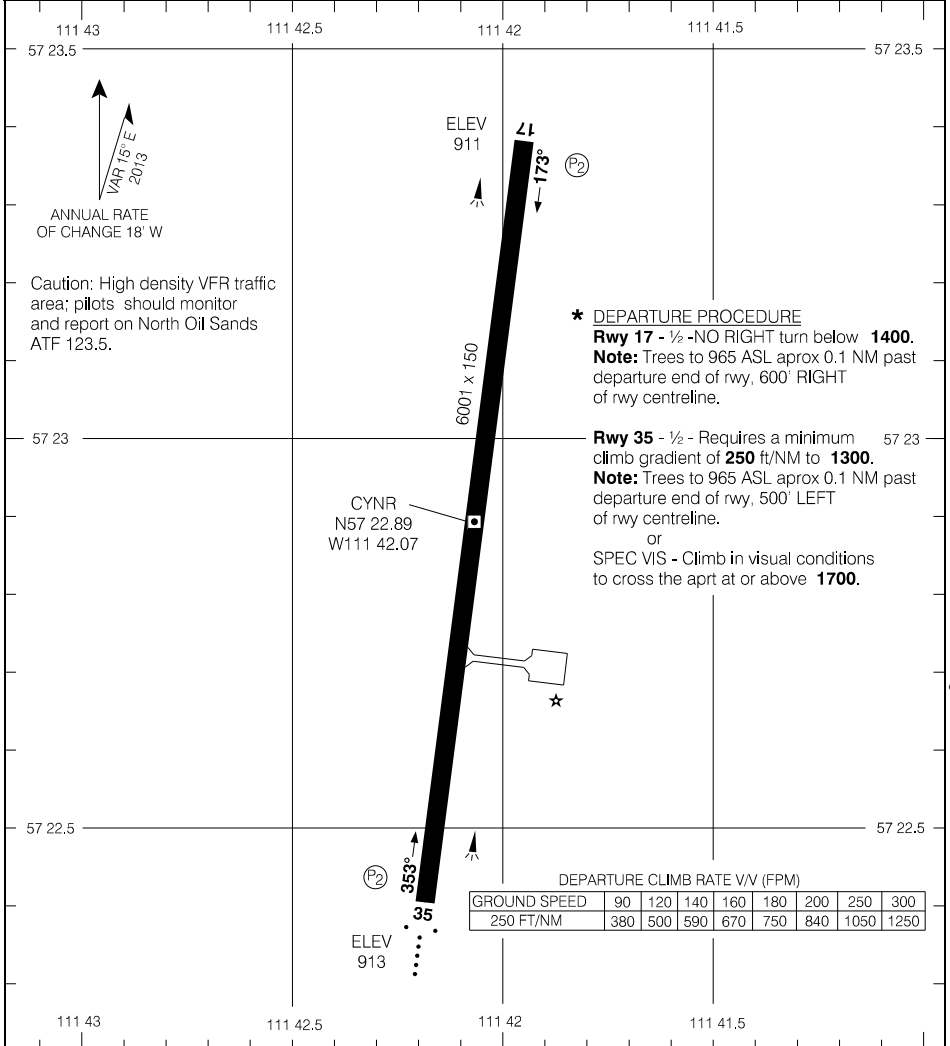 111 43
111 42.5
111 42
111 41.5
57 23.5
57 23.5
VAR 15° E
2013
ANNUAL RATE
OF CHANGE 18' W
ELEV
911
17
173°
P2
Caution: High density VFR traffic
area; pilots should monitor
and report on North Oil Sands
ATF 123.5.
* DEPARTURE PROCEDURE
Rwy 17 - ½ -NO RIGHT turn below 1400.
Note: Trees to 965 ASL aprox 0.1 NM past
departure end of rwy, 600' RIGHT
of rwy centreline.
6001 x 150
57 23
57 23
Rwy 35 - ½ - Requires a minimum
climb gradient of 250 ft/NM to 1300.
Note: Trees to 965 ASL aprox 0.1 NM past
departure end of rwy, 500' LEFT
of rwy centreline.
or
SPEC VIS - Climb in visual conditions
to cross the aprt at or above 1700.
CYNR
N57 22.89
W111 42.07
57 22.5
57 22.5
P2
353°
35
ELEV
913
DEPARTURE CLIMB RATE V/V (FPM)
GROUND SPEED 90 120 140 160 180 200 250 300
250 FT/NM 380 500 590 670 750 840 1050 1250
111 43
111 42.5
111 42
111 41.5